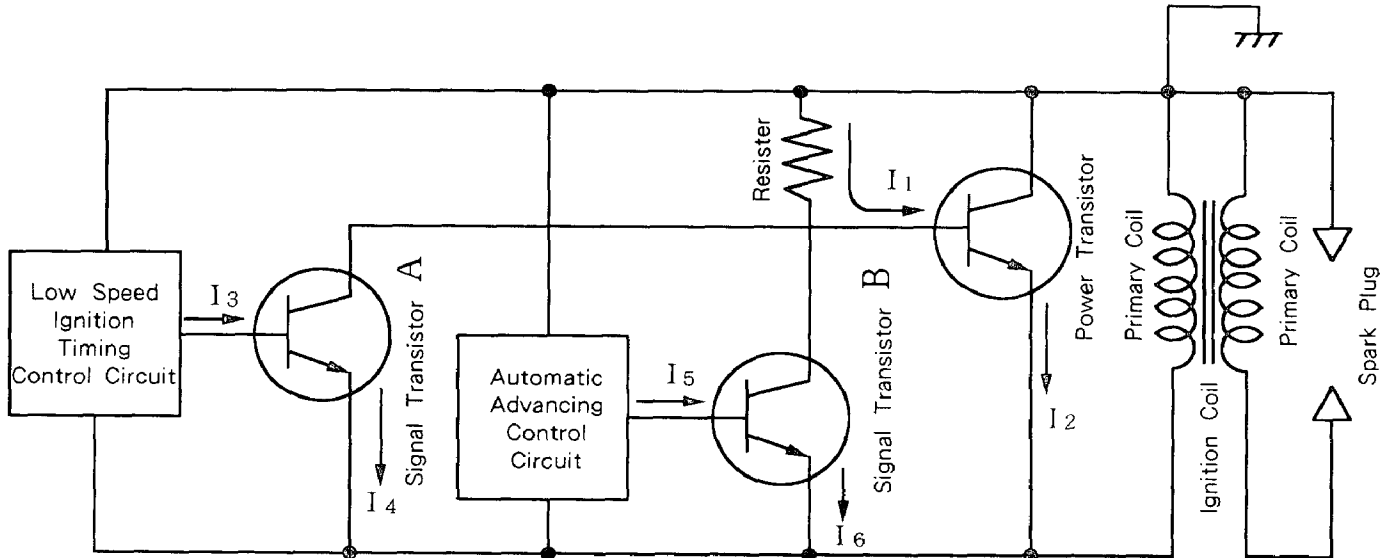 Low Speed
Ignition
Timing
Control Circuit
I3
I4
Signal Transistor A
Automatic
Advancing
Control
Circuit
I5
I6
Signal Transistor B
Resister
I1
I2
Power Transistor
Primary Coil
Ignition Coil
Primary Coil
Spark Plug